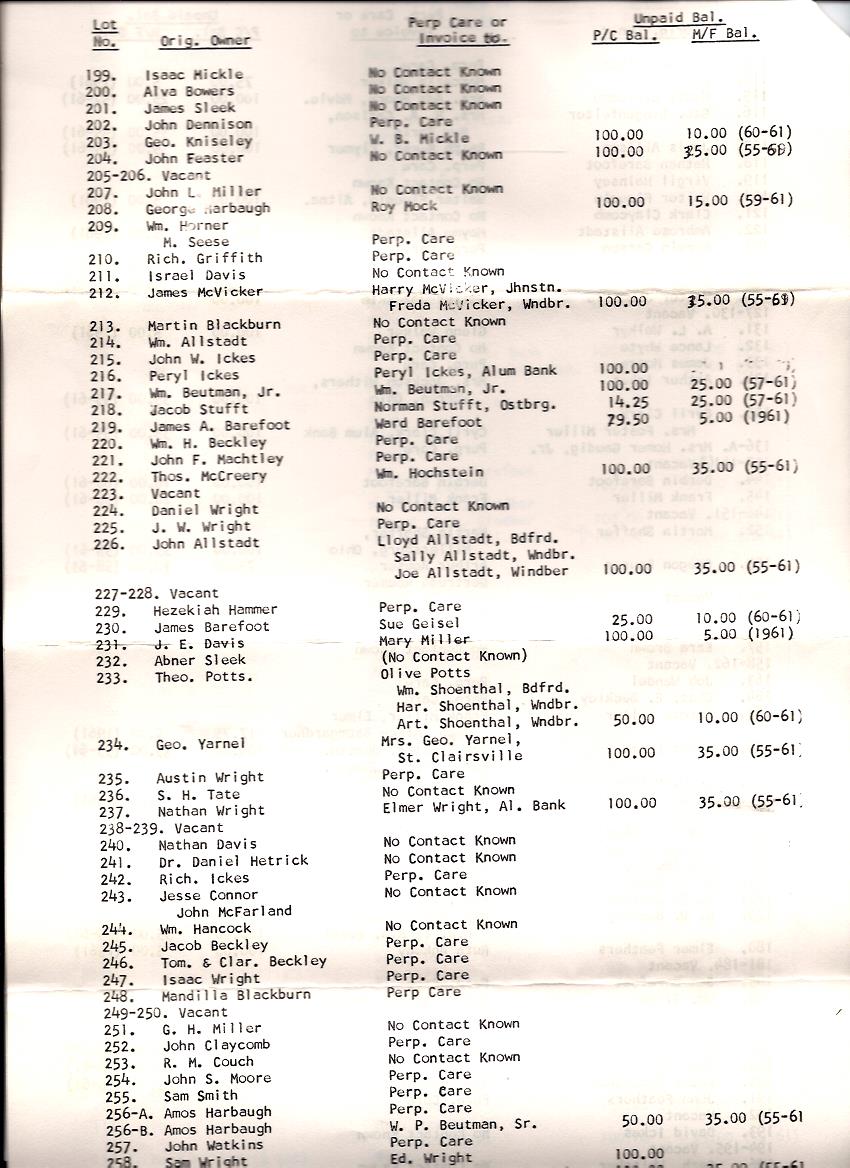 Lot Perp Care or Unpaid Bal.
No. Orig. Owner Invoice to. P/C Bal. M/F Bal.
199. Isaac Mickle No Contact Known
200. Alva Bowers No Contact Known
201. James Sleek No Contact Known
202. John Dennison Perp. Care
203. Geo. Kniseley W. B. Mickle 100.00 10.00 (60-61)
204. John Feaster No Contact Known 100.00 (55-
205-206. Vacant
207. John L. Miller No Contact Known
208. George Harbaugh Roy Mock 100.00 15.00 (59-61)
209. Wm. Horner
M. Seese Perp. Care
210. Rich. Griffith Perp. Care
211. Israel Davis No Contact Known
212. James McVicker Harry McVicker, Jhnstn.
Freda McVicker, Wndbr. 100.00 (55-
213. Martin Blackburn No Contact Known
214. Wm. Allstadt Perp. Care
215. John W. Ickes Perp. Care
216. Peryl Ickes Peryl Ickes, Alum Bank 100.00
217. Wm. Beutman, Jr. Wm. Beutman, Jr. 100.00 25.00 (57-61)
218. Jacob Stufft Norman Stufft, Ostbrg. 14.25 25.00 (57-61)
219. James A. Barefoot Ward Barefoot 5.00 (1961)
220. Wm. H. Beckley Perp. Care
221. John F. Machtley Perp. Care
222. Thos. McCreery Wm. Hochstein 100.00 35.00 (55-61)
223. Vacant
224. Daniel Wright No Contact Known
225. J. W. Wright Perp. Care
226. John Allstadt Lloyd Allstadt, Bdfrd.
Sally Allstadt, Wndbr.
Joe Allstadt, Windber 100.00 35.00 (55-61)
227-228. Vacant
229. Hezekiah Hammer Perp. Care
230. James Barefoot Sue Geisel 25.00 10.00 (60-61)
231. J. E. Davis Mary Miller 100.00 5.00 (1961)
232. Abner Sleek (No Contact Known)
233. Theo. Potts. Olive Potts
Wm. Shoenthal, Bdfrd.
Har. Shoenthal, Wndbr.
Art. Shoenthal, Wndbr. 50.00 10.00 (60-61)
234. Geo. Yarnel Mrs. Geo. Yarnel,
St. Clairsville 100.00 35.00 (55-61)
235. Austin Wright Perp. Care
236. S. H. Tate No Contact Known
237. Nathan Wright Elmer Wright, Al. Bank 100.00 35.00 (55-61
238-239. Vacant
240. Nathan Davis No Contact Known
241. Dr. Daniel Hetrick No Contact Known
242. Rich. Ickes Perp. Care
243. Jesse Connor No Contact Known
John McFarland
244. Wm. Hancock No Contact Known
245. Jacob Beckley Perp. Care
246. Tom. & Clar. Beckley Perp. Care
247. Isaac Wright Perp. Care
248. Mandilla Blackburn Perp Care
249-250. Vacant
251. G. H. Miller No Contact Known
252. John Claycomb Perp. Care
253. R. M. Couch No Contact Known
254. John S. Moore Perp. Care
255. Sam Smith Perp. Care
256-A. Amos Harbaugh Perp. Care
256-B. Amos Harbaugh W. P. Beutman, Sr. 50.00 35.00 (55-61
257. John Watkins Perp. Care
258. Sam Wright Ed. Wright 100.00